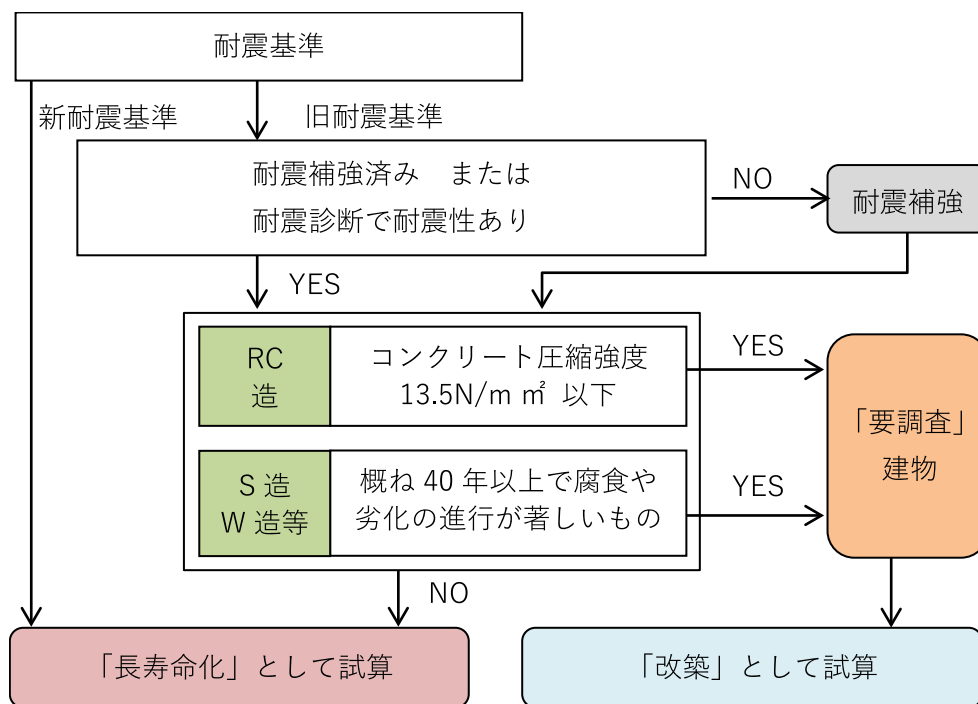 耐震基準
新耐震基準
旧耐震基準
耐震補強済み　または
耐震診断で耐震性あり
NO
耐震補強
YES
RC
造
コンクリート圧縮強度
13.5N/m ㎡ 以下
YES
「要調査」
建物
S 造
W 造等
概ね 40 年以上で腐食や
劣化の進行が著しいもの
YES
NO
「長寿命化」として試算
「改築」として試算